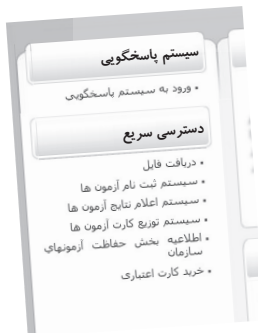 سیستم پاسخگویی
• ورود به سیستم پاسخگویی
دسترسی سریع
• دریافت فایل
• سیستم ثبت نام آزمون ها
• سیستم اعلام نتایج آزمون ها
• سیستم توزیع کارت آزمون ها
• اطلاعیه بخش حفاظت آزمونهای
سازمان
• خرید کارت اعتباری